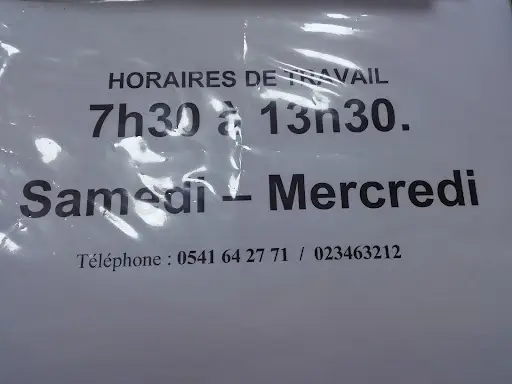 HORAIRES DE TRAVAIL
7h30 à 13h30.
Samedi – Mercredi
Téléphone : 0541 64 27 71 / 023463212